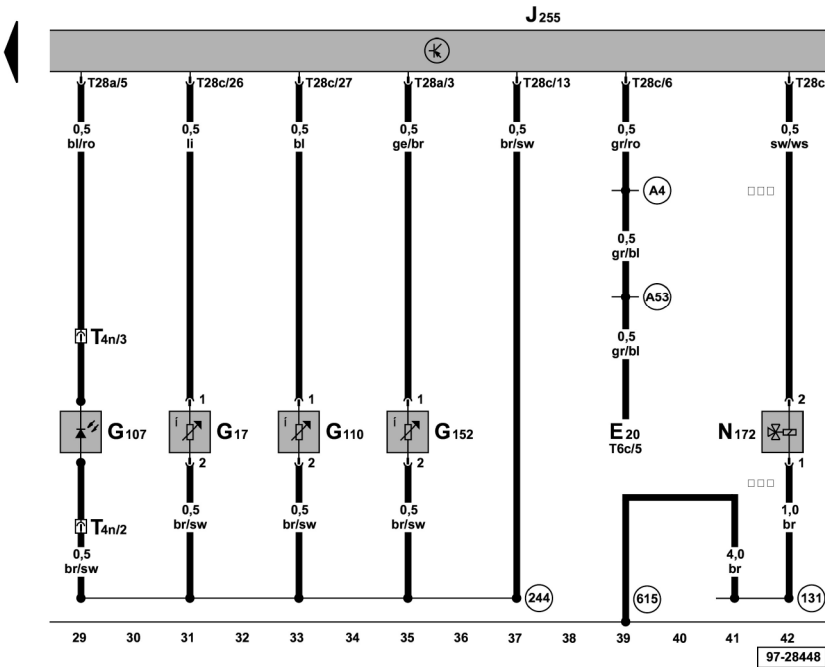 J255
T28a/5 T28c/26 T28c/27 T28a/3 T28c/13 T28c/6 T28c
0,5 0,5 0,5 0,5 0,5 0,5 0,5
bl/ro li bl ge/br br/sw gr/ro sw/ws
A4
0,5
gr/bl
A53
T4n/3
0,5
gr/bl
1 1 1 2
G107 G17 G110 G152 E20 N172
T6c/5
2 2 2 1
0,5 0,5 0,5 1,0
br/sw br/sw br/sw br
T4n/2
0,5 4,0
br/sw br
244 615 131
29 30 31 32 33 34 35 36 37 38 39 40 41 42
97-28448